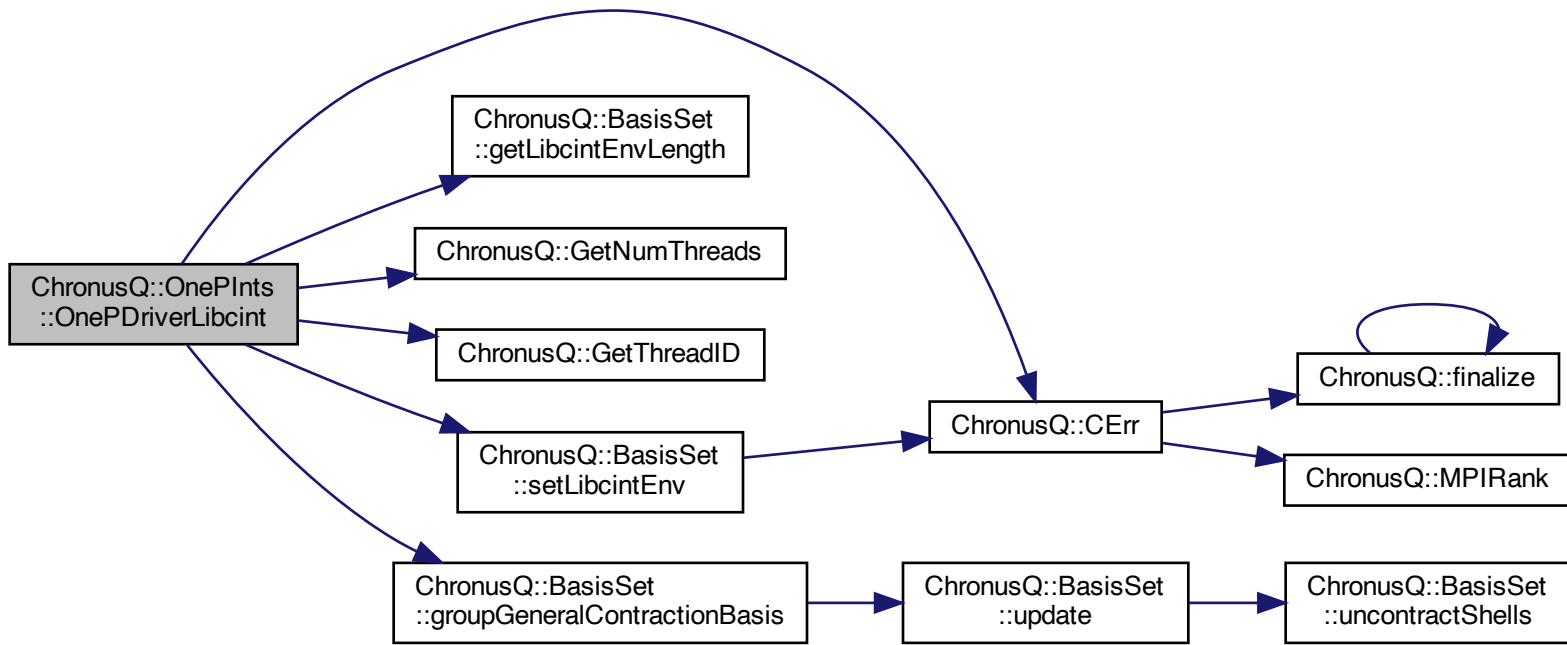 ChronusQ::OnePInts
::OnePDriverLibcint
ChronusQ::BasisSet
::getLibcintEnvLength
ChronusQ::GetNumThreads
ChronusQ::GetThreadID
ChronusQ::BasisSet
::setLibcintEnv
ChronusQ::CErr
ChronusQ::finalize
ChronusQ::MPIRank
ChronusQ::BasisSet
::groupGeneralContractionBasis
ChronusQ::BasisSet
::update
ChronusQ::BasisSet
::uncontractShells